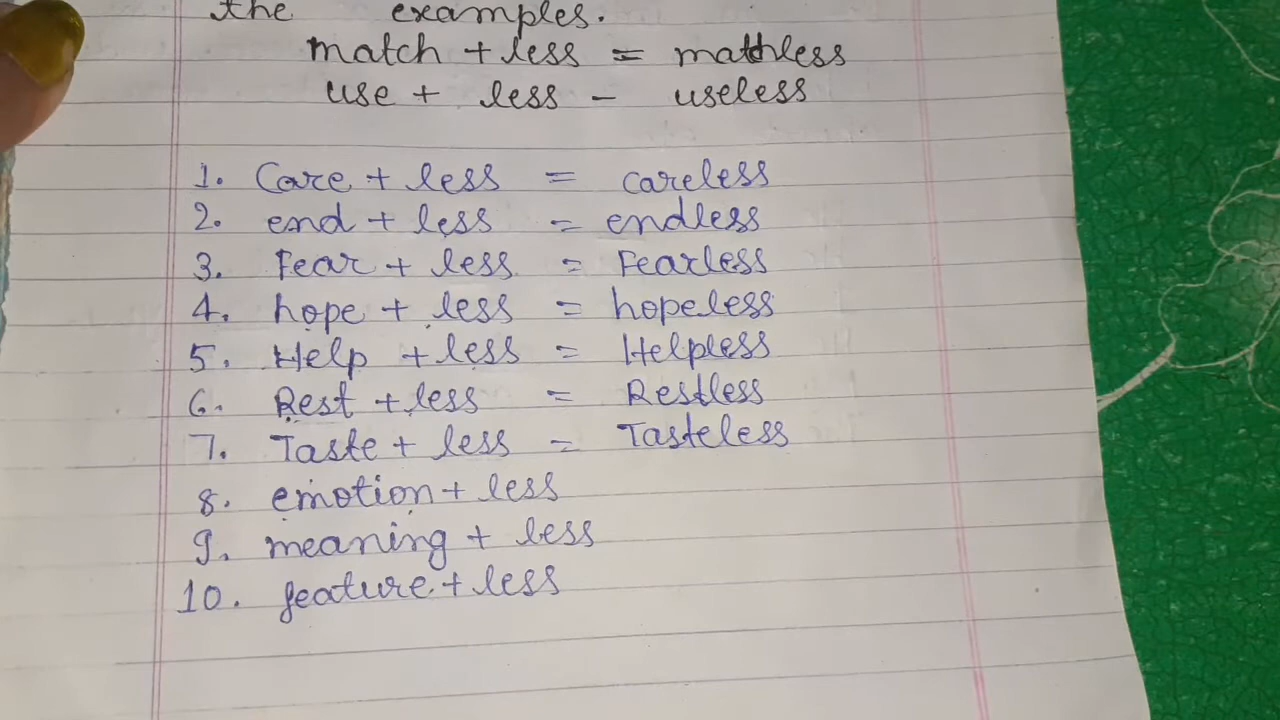 the examples.
match + less = mathless
use + less - useless
1. Care + less = careless
2. end + less = endless
3. Fear + less = Fearless
4. hope + less = hopeless
5. Help + less = Helpless
6. Rest + less = Restless
7. Taste + less = Tasteless
8. emotion + less
9. meaning + less
10. feature + less